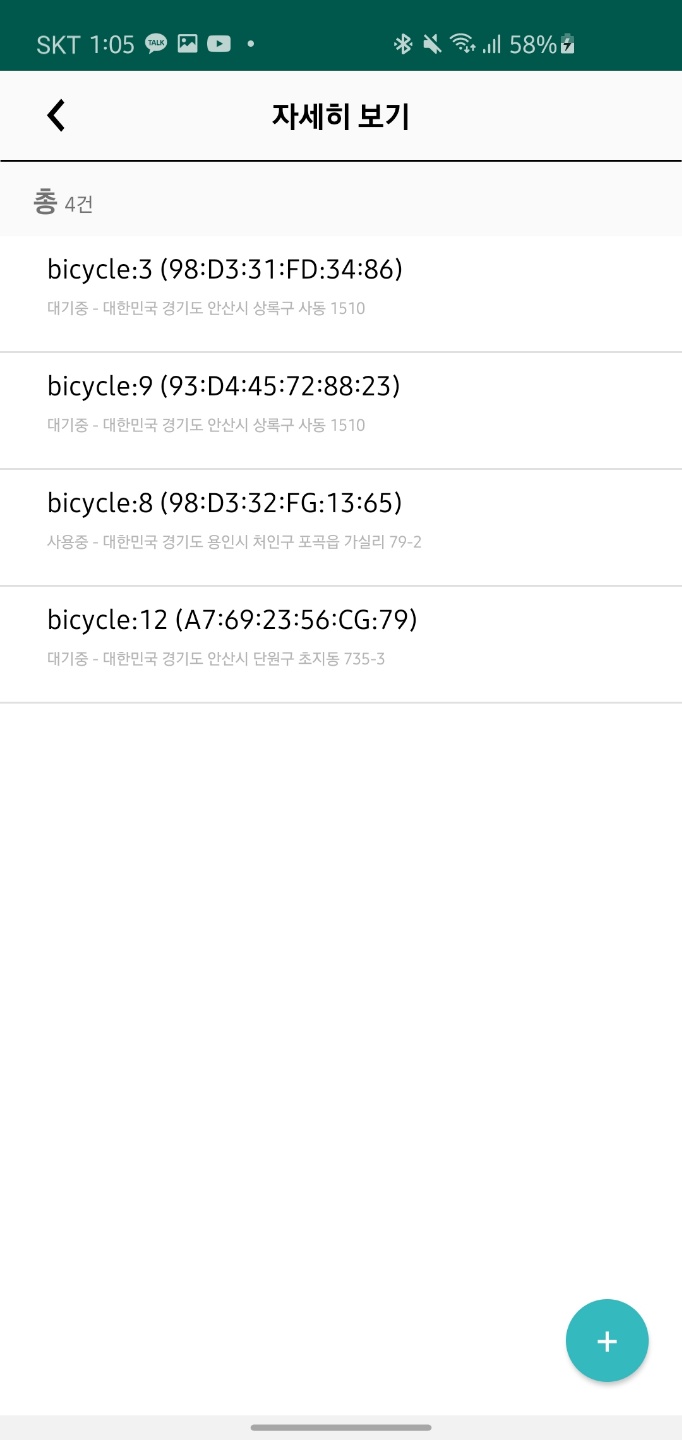 SKT 1:05 TALK 58%
자세히 보기
총 4건
bicycle:3 (98:D3:31:FD:34:86)
대기중 - 대한민국 경기도 안산시 상록구 사동 1510
bicycle:9 (93:D4:45:72:88:23)
대기중 - 대한민국 경기도 안산시 상록구 사동 1510
bicycle:8 (98:D3:32:FG:13:65)
사용중 - 대한민국 경기도 용인시 처인구 포곡읍 가실리 79-2
bicycle:12 (A7:69:23:56:CG:79)
대기중 - 대한민국 경기도 안산시 단원구 초지동 735-3
+